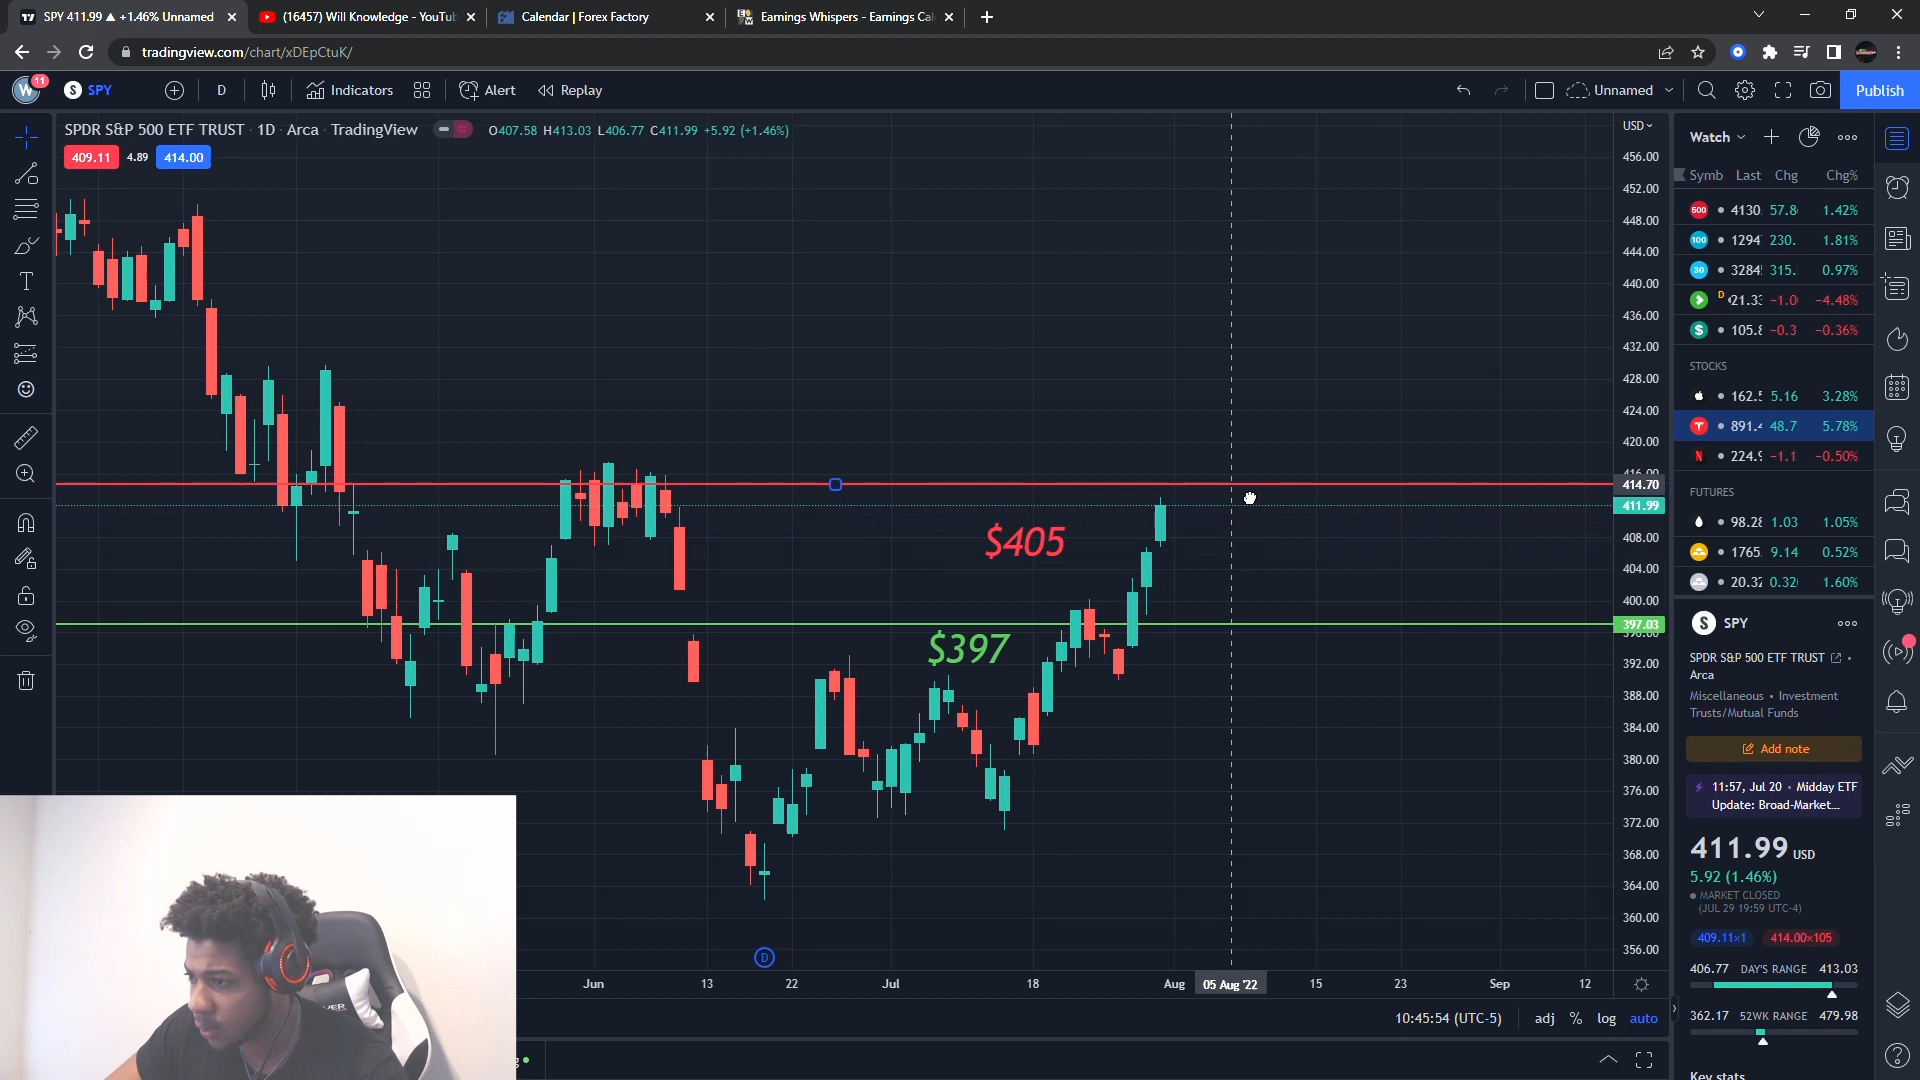 SPY 411.99 ▲ +1.46% Unnamed
(16457) Will Knowledge - YouTub
Calendar | Forex Factory
Earnings Whispers - Earnings Cal
tradingview.com/chart/xDEpCtuK/
11
W
S SPY
D
Indicators
Alert
Replay
Unnamed
Publish
SPDR S&P 500 ETF TRUST · 1D · Arca · TradingView
O407.58 H413.03 L406.77 C411.99 +5.92 (+1.46%)
409.11 4.89 414.00
USD
456.00
452.00
448.00
444.00
440.00
436.00
432.00
428.00
424.00
420.00
416.00
414.70
411.99
408.00
404.00
400.00
397.03
392.00
388.00
384.00
380.00
376.00
372.00
368.00
364.00
360.00
356.00
$405
$397
D
Jun
13
22
Jul
18
Aug
05 Aug '22
15
23
Sep
12
10:45:54 (UTC-5)
adj % log auto
Watch
Symb Last Chg Chg%
500 4130. 57.8 1.42%
100 1294 230. 1.81%
30 3284 315. 0.97%
D 21.33 −1.0 −4.48%
$ 105.8 −0.3 −0.36%
STOCKS
162.5 5.16 3.28%
T 891.4 48.7 5.78%
N 224.9 −1.1 −0.50%
FUTURES
98.28 1.03 1.05%
1765. 9.14 0.52%
20.32 0.320 1.60%
S SPY
SPDR S&P 500 ETF TRUST
Arca
Miscellaneous • Investment
Trusts/Mutual Funds
Add note
11:57, Jul 20 • Midday ETF
Update: Broad-Market...
411.99 USD
5.92 (1.46%)
MARKET CLOSED
(JUL 29 19:59 UTC-4)
409.11×1 414.00×105
406.77 DAY'S RANGE 413.03
362.17 52WK RANGE 479.98
Key stats